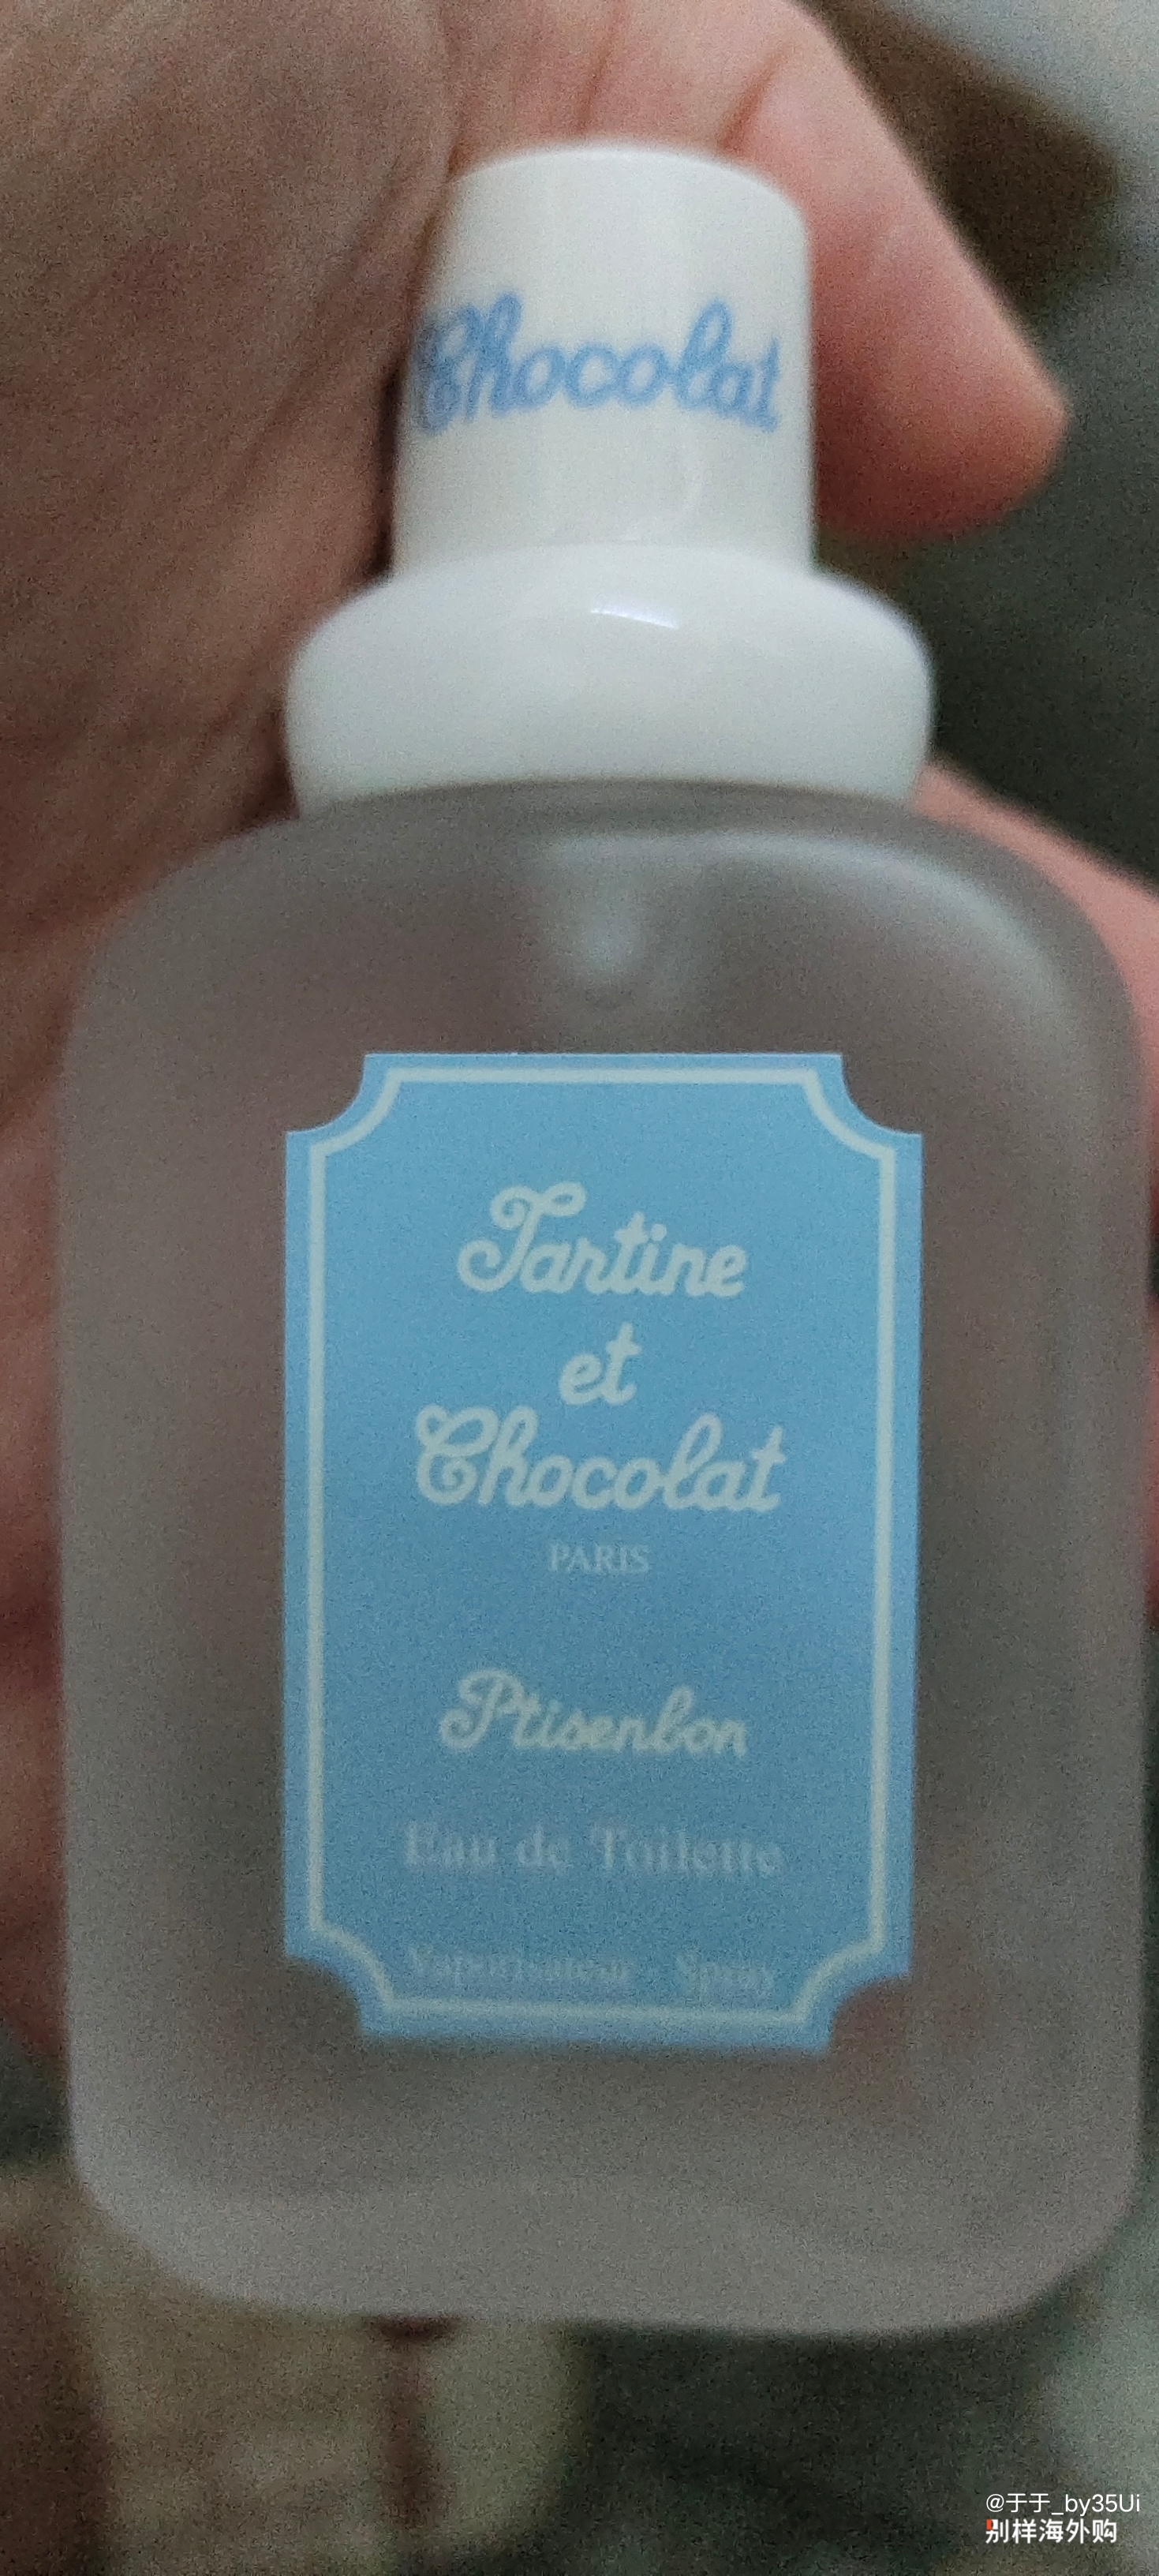 Chocolat
Tartine
et
Chocolat
PARIS
Ptisenbon
Eau de Toilette
Vaporisateur - Spray
@于于_by35Ui
别样海外购